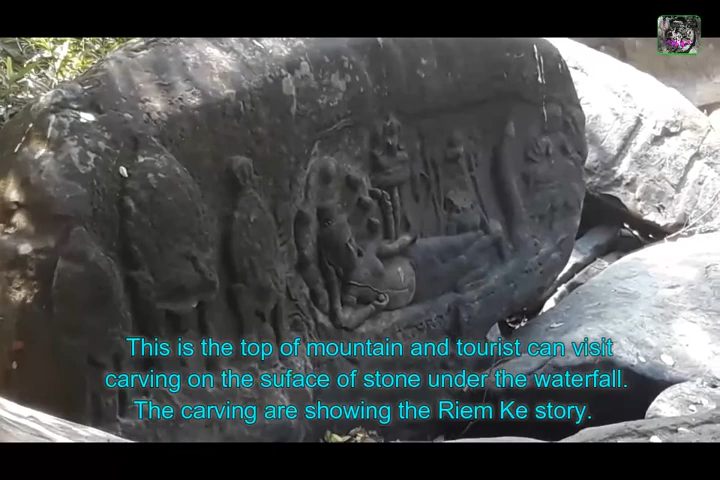 This is the top of mountain and tourist can visit
carving on the suface of stone under the waterfall.
The carving are showing the Riem Ke story.